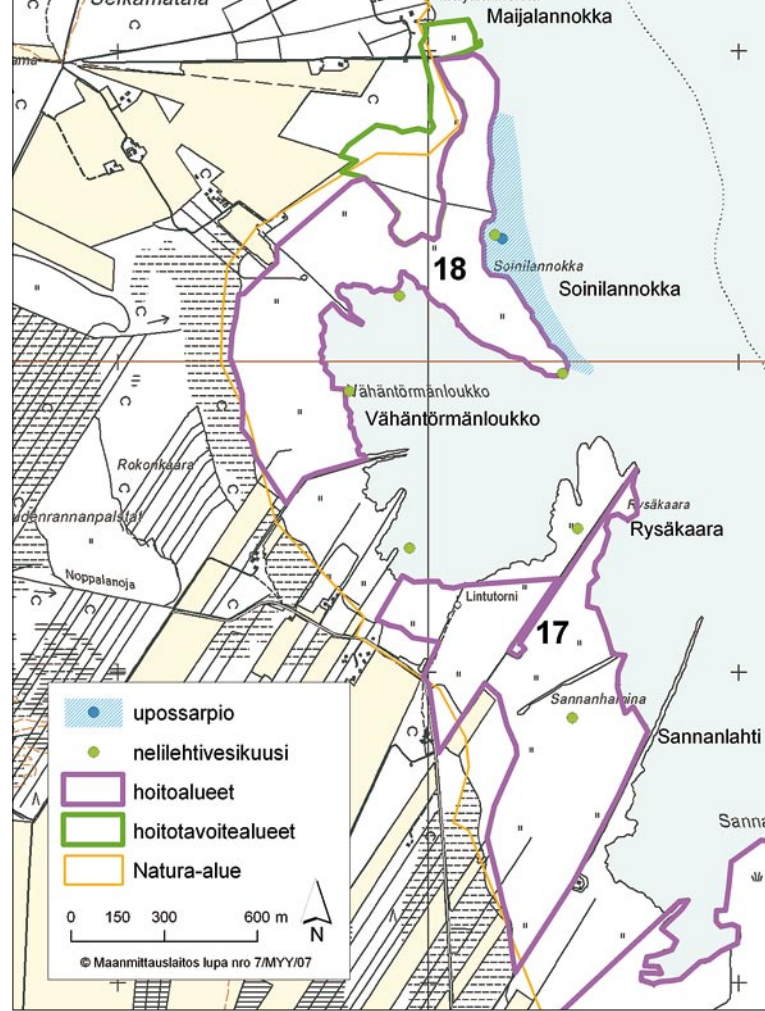 Maijalannokka
18
Soinilannokka
Soinilannokka
Vähäntörmänloukko
Vähäntörmänloukko
Rokonkaara
Rysäkaara
Rysäkaara
Noppalanoja
Lintutorni
17
Sannanlahti
upossarpio
nelilehtivesikuusi
hoitoalueet
hoitotavoitealueet
Natura-alue
0 150 300 600 m
N
© Maanmittauslaitos lupa nro 7/MYY/07